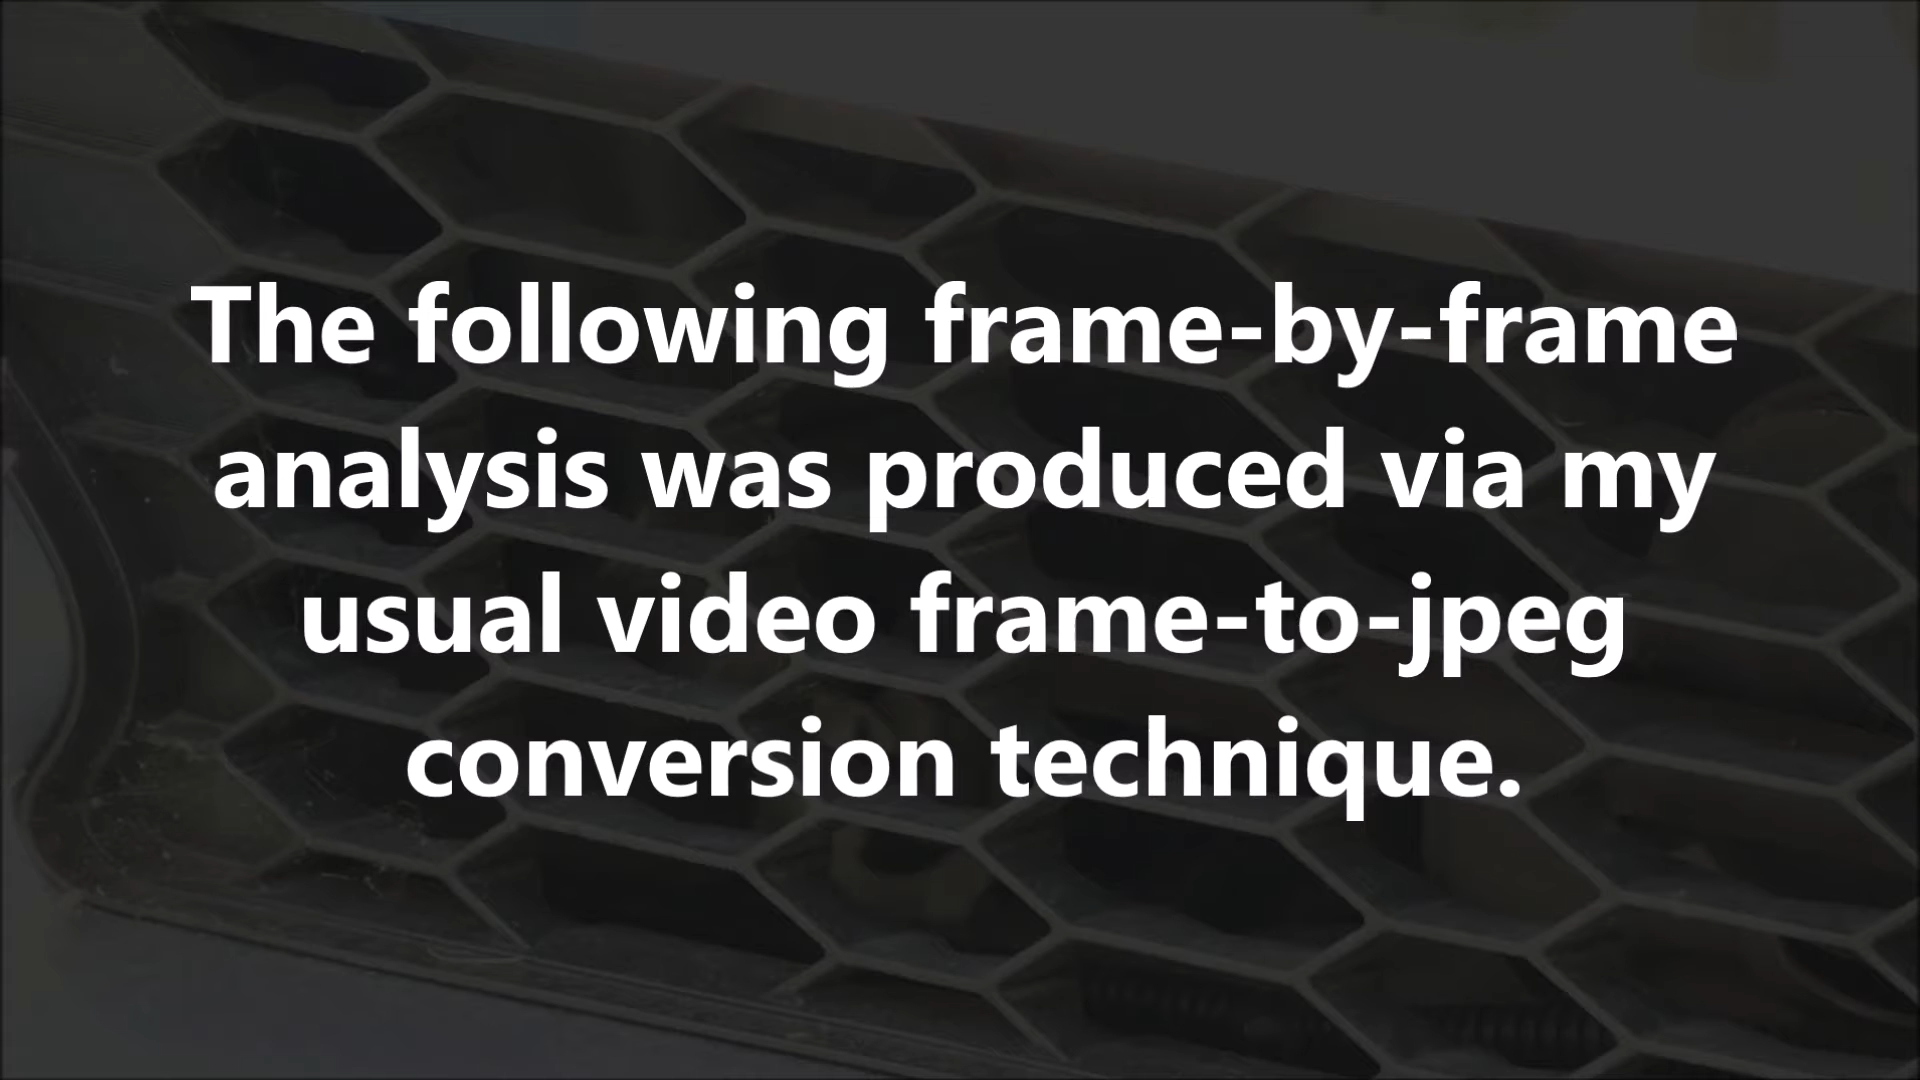 The following frame-by-frame
analysis was produced via my
usual video frame-to-jpeg
conversion technique.